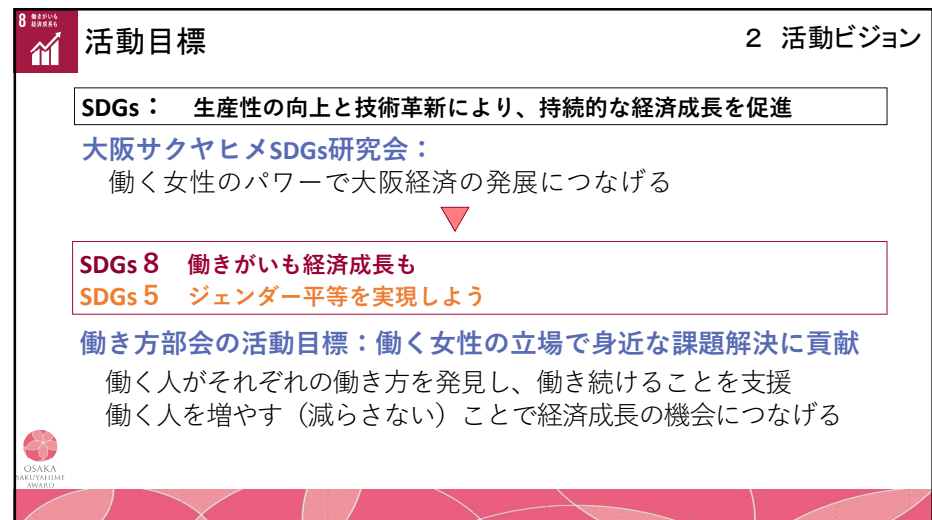 8 働きがいも
経済成長も
活動目標
2 活動ビジョン
SDGs： 生産性の向上と技術革新により、持続的な経済成長を促進
大阪サクヤヒメSDGs研究会：
働く女性のパワーで大阪経済の発展につなげる
SDGs８ 働きがいも経済成長も
SDGs５ ジェンダー平等を実現しよう
働き方部会の活動目標：働く女性の立場で身近な課題解決に貢献
働く人がそれぞれの働き方を発見し、働き続けることを支援
働く人を増やす（減らさない）ことで経済成長の機会につなげる
OSAKA
SAKUYAHIME
AWARD